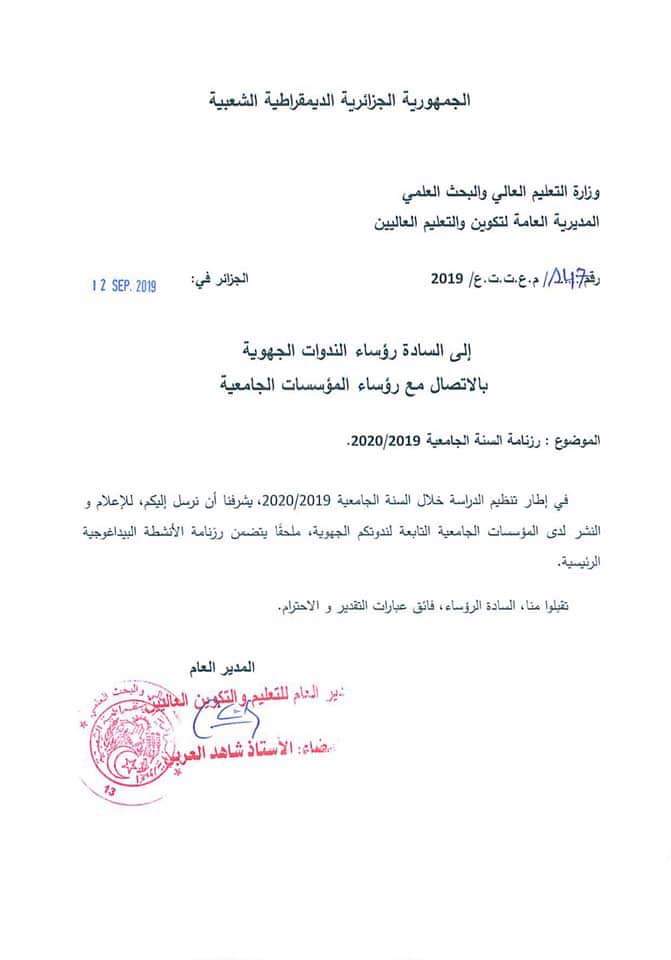 الجمهورية الجزائرية الديمقراطية الشعبية
وزارة التعليم العالي والبحث العلمي
المديرية العامة لتكوين والتعليم العاليين
رقم /م.ع.ت.ت.ع/ 2019
الجزائر في: 12 SEP. 2019
إلى السادة رؤساء الندوات الجهوية
بالاتصال مع رؤساء المؤسسات الجامعية
الموضوع : رزنامة السنة الجامعية 2020/2019.
في إطار تنظيم الدراسة خلال السنة الجامعية 2020/2019، يشرفنا أن نرسل إليكم، للإعلام و
النشر لدى المؤسسات الجامعية التابعة لندوتكم الجهوية، ملحقًا يتضمن رزنامة الأنشطة البيداغوجية
الرئيسية.
تقبلوا منا، السادة الرؤساء، فائق عبارات التقدير و الاحترام.
المدير العام
دير العام للتعليم والتكوين العاليين
ضاء: الأستاذ شاهد العربي
13